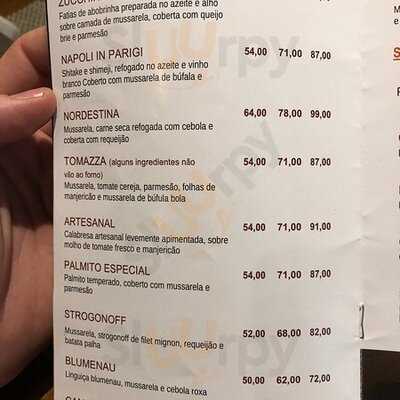 Fatias de abobrinha preparada no azeite e alho
sobre camada de mussarela, coberta com queijo
brie e parmesão
NAPOLI IN PARIGI 54,00 71,00 87,00
Shitake e shimeji, refogado no azeite e vinho
branco Coberto com mussarela de búfala e
parmesão
NORDESTINA 64,00 78,00 99,00
Mussarela, carne seca refogada com cebola e
coberta com requeijão
TOMAZZA (alguns ingredientes não 54,00 71,00 87,00
vão ao forno)
Mussarela, tomate cereja, parmesão, folhas de
manjericão e mussarela de búfula bola
ARTESANAL 54,00 71,00 91,00
Calabresa artesanal levemente apimentada, sobre
molho de tomate fresco e manjericão
PALMITO ESPECIAL 54,00 71,00 87,00
Palmito temperado, coberto com mussarela e
parmesão
STROGONOFF 52,00 68,00 82,00
Mussarela, strogonoff de filet mignon, requeijão e
batata palha
BLUMENAU 50,00 62,00 72,00
Linguiça blumenau, mussarela e cebola roxa